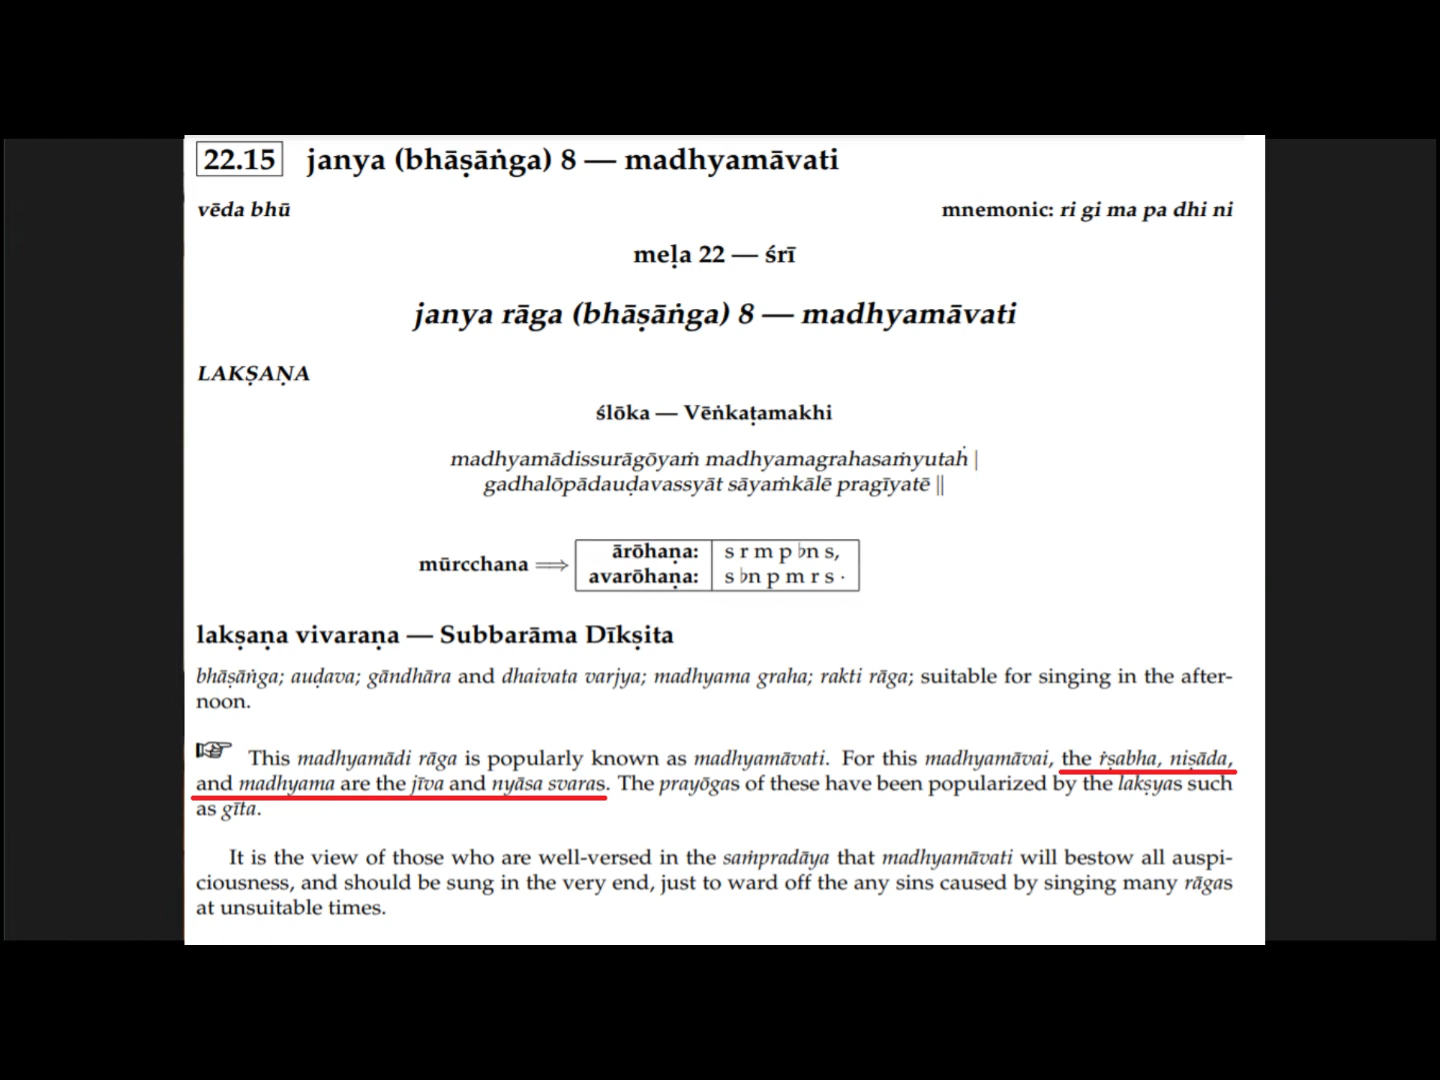 22.15 janya (bhāṣāṅga) 8 — madhyamāvati
vēda bhū mnemonic: ri gi ma pa dhi ni
meḷa 22 — śrī
janya rāga (bhāṣāṅga) 8 — madhyamāvati
LAKṢAṆA
ślōka — Vēṅkaṭamakhi
madhyamādissurāgōyaṁ madhyamagrahasaṁyutaḣ |
gadhalōpādauḍavassyāt sāyaṁkālē pragīyatē ||
mūrcchana ⟹ ārōhaṇa: s r m p ♭n s,
avarōhaṇa: s ♭n p m r s ·
lakṣaṇa vivaraṇa — Subbarāma Dīkṣita
bhāṣāṅga; auḍava; gāndhāra and dhaivata varjya; madhyama graha; rakti rāga; suitable for singing in the after-
noon.
☞ This madhyamādi rāga is popularly known as madhyamāvati. For this madhyamāvai, the ṙṣabha, niṣāda,
and madhyama are the jīva and nyāsa svaras. The prayōgas of these have been popularized by the lakṣyas such
as gīta.
It is the view of those who are well-versed in the saṁpradāya that madhyamāvati will bestow all auspi-
ciousness, and should be sung in the very end, just to ward off the any sins caused by singing many rāgas
at unsuitable times.